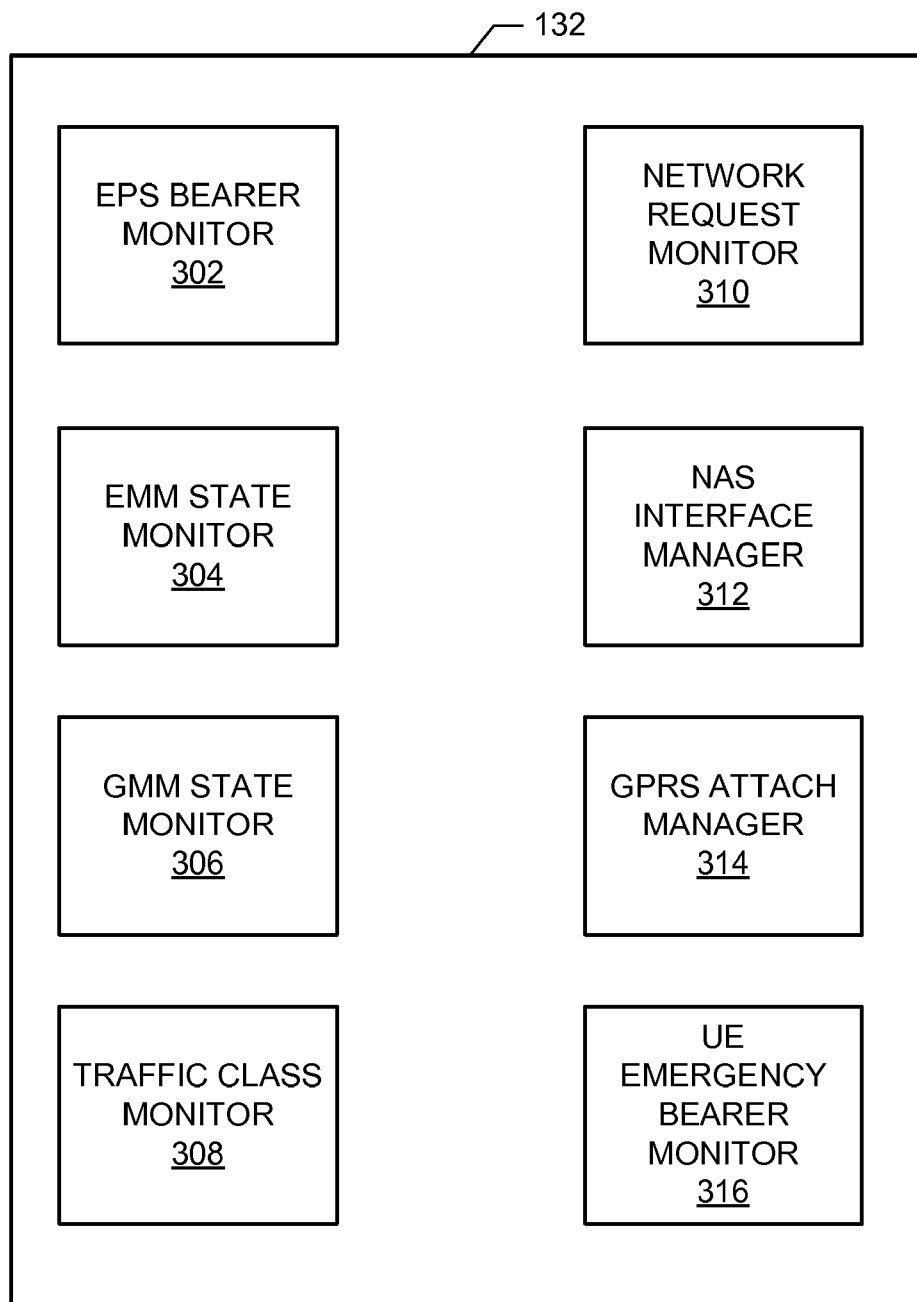 132
EPS BEARER
MONITOR
302
NETWORK
REQUEST
MONITOR
310
EMM STATE
MONITOR
304
NAS
INTERFACE
MANAGER
312
GMM STATE
MONITOR
306
GPRS ATTACH
MANAGER
314
TRAFFIC CLASS
MONITOR
308
UE
EMERGENCY
BEARER
MONITOR
316